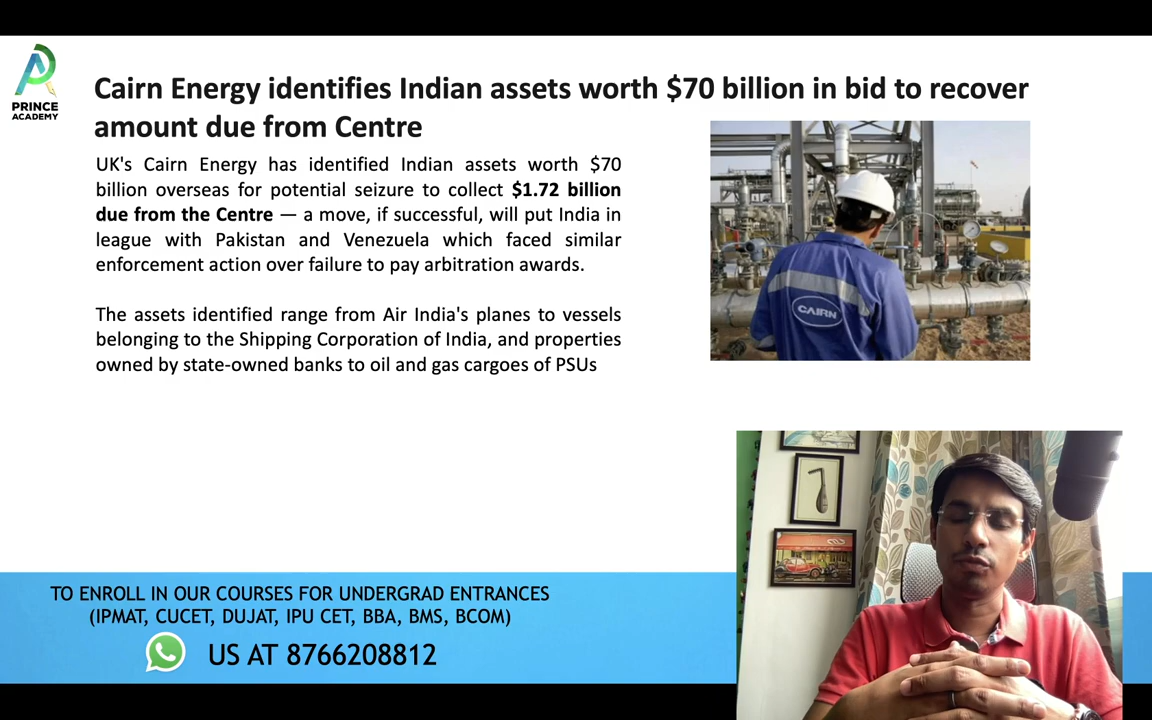 PRINCE
ACADEMY
Cairn Energy identifies Indian assets worth $70 billion in bid to recover
amount due from Centre
UK's Cairn Energy has identified Indian assets worth $70
billion overseas for potential seizure to collect $1.72 billion
due from the Centre — a move, if successful, will put India in
league with Pakistan and Venezuela which faced similar
enforcement action over failure to pay arbitration awards.
The assets identified range from Air India's planes to vessels
belonging to the Shipping Corporation of India, and properties
owned by state-owned banks to oil and gas cargoes of PSUs
CAIRN
TO ENROLL IN OUR COURSES FOR UNDERGRAD ENTRANCES
(IPMAT, CUCET, DUJAT, IPU CET, BBA, BMS, BCOM)
US AT 8766208812